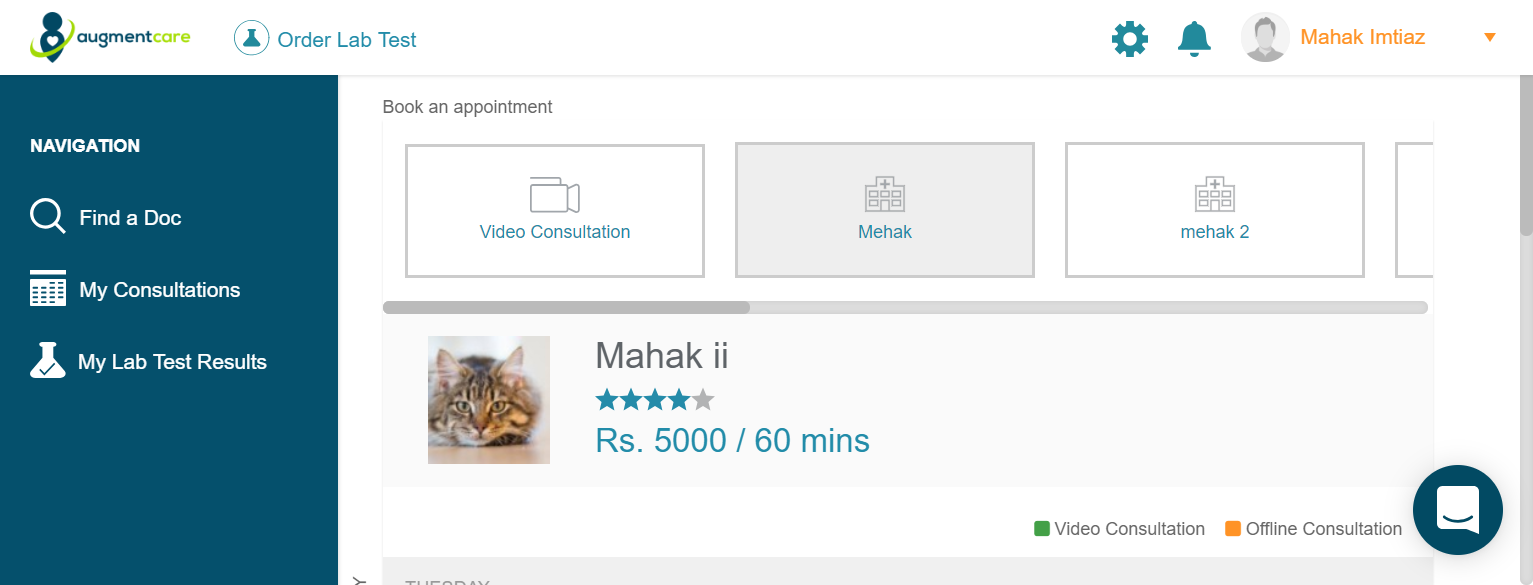 augmentcare
Order Lab Test
Mahak Imtiaz
NAVIGATION
Find a Doc
My Consultations
My Lab Test Results
Book an appointment
Video Consultation
Mehak
mehak 2
Mahak ii
Rs. 5000 / 60 mins
Video Consultation
Offline Consultation
TUESDAY